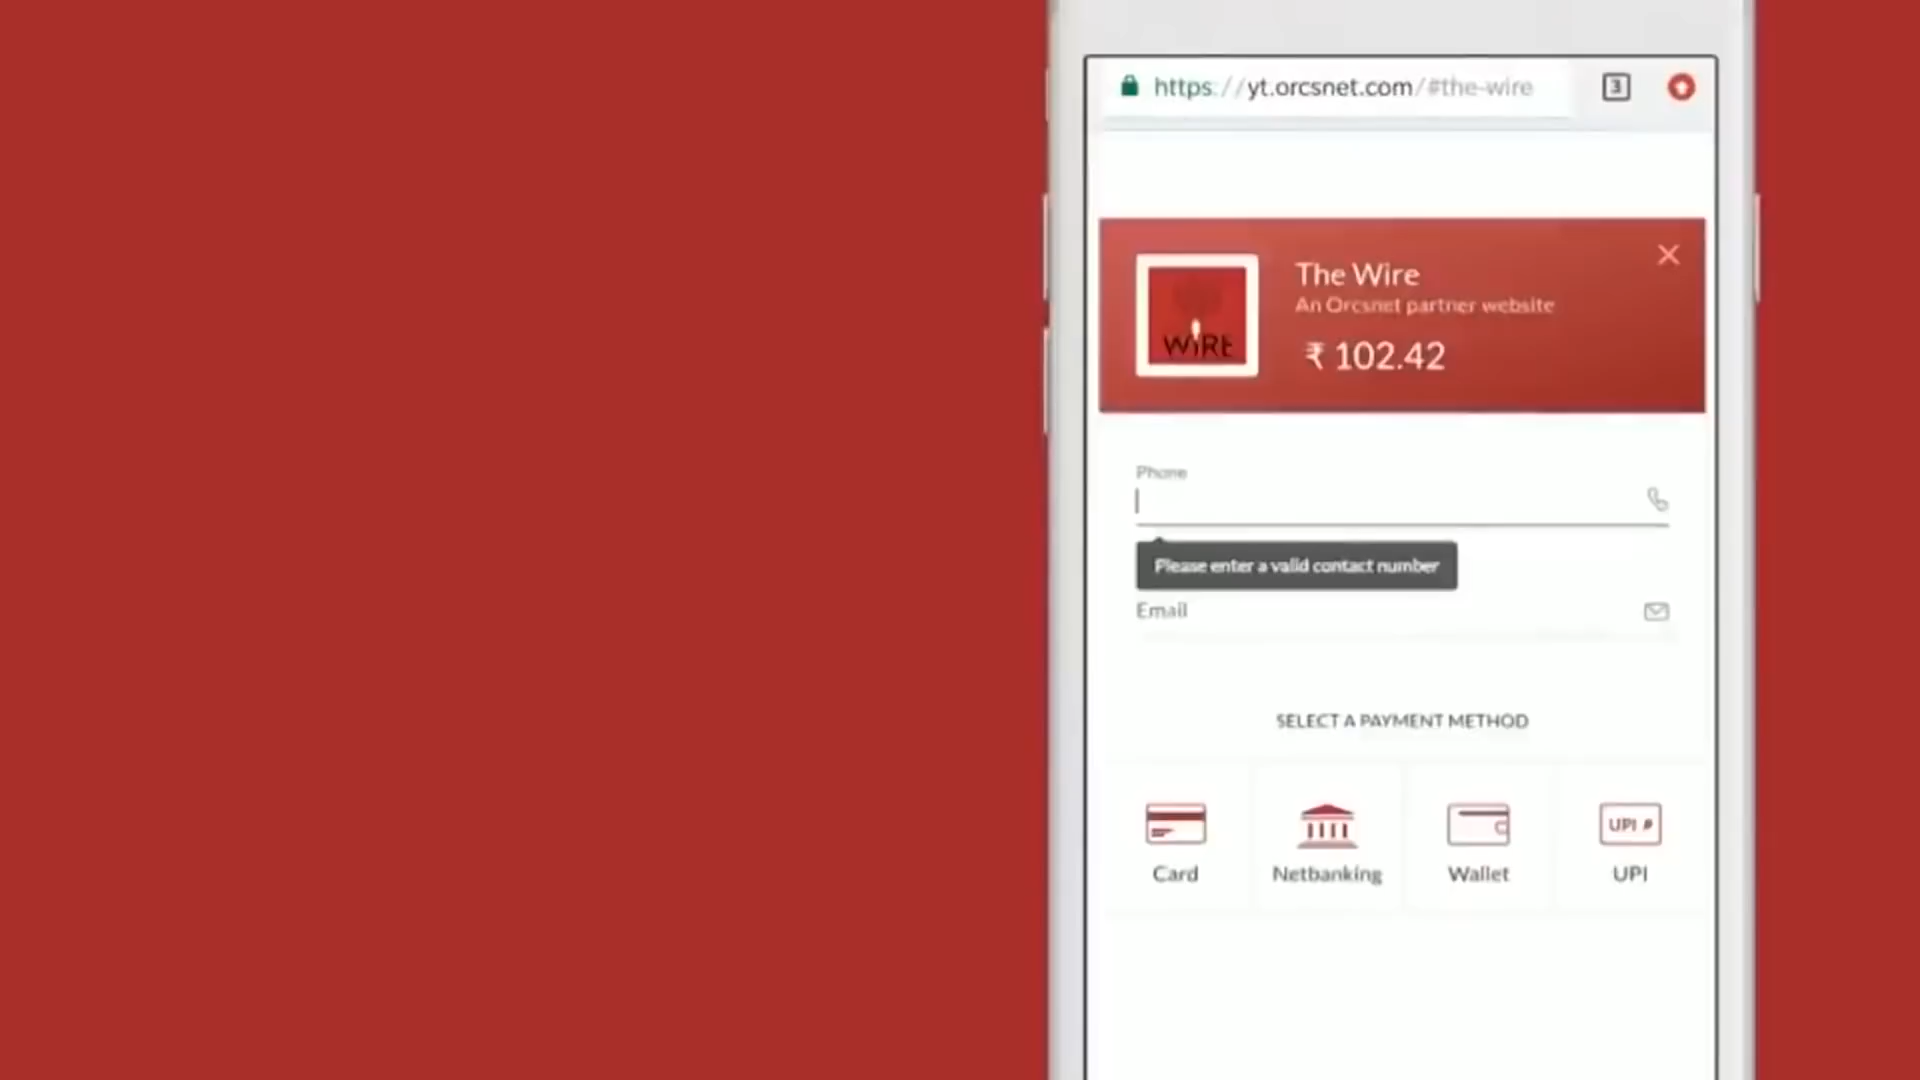 https://yt.orcsnet.com/#the-wire
3
The Wire
An Orcsnet partner website
₹ 102.42
WIRE
Phone
Please enter a valid contact number
Email
SELECT A PAYMENT METHOD
UPI
Card
Netbanking
Wallet
UPI